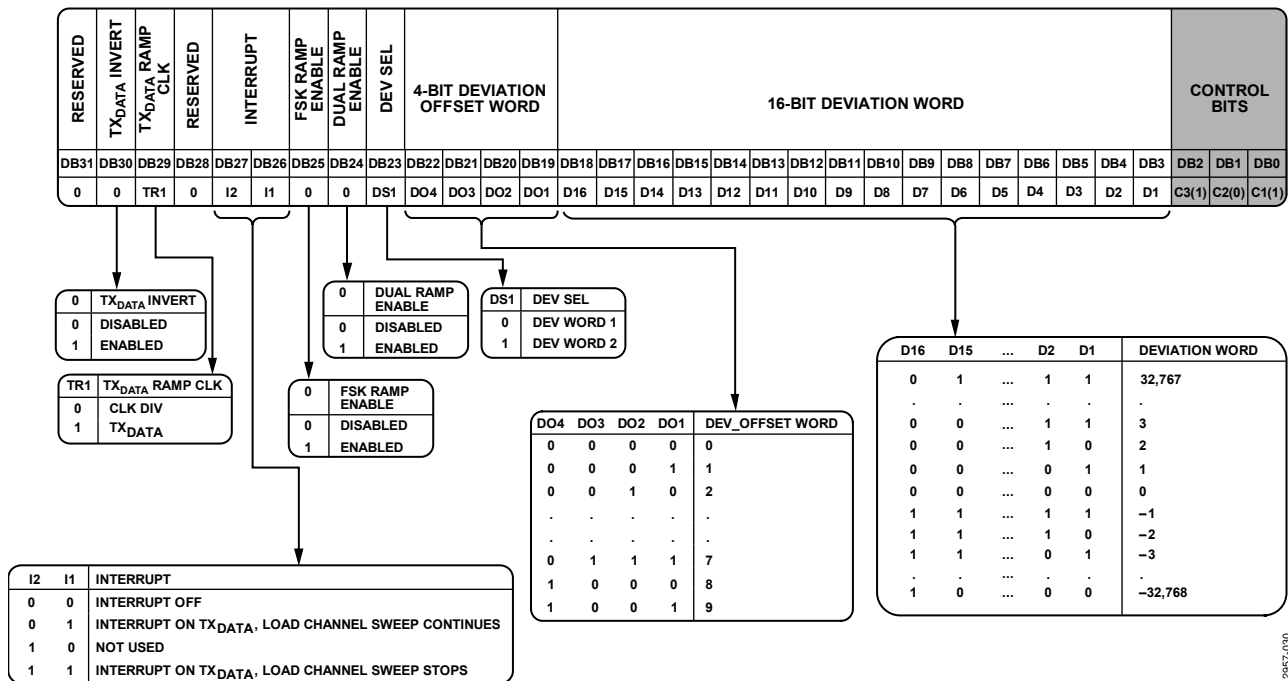 RESERVED
TXDATA INVERT
TXDATA RAMP
CLK
RESERVED
INTERRUPT
FSK RAMP
ENABLE
DUAL RAMP
ENABLE
DEV SEL
4-BIT DEVIATION
OFFSET WORD
16-BIT DEVIATION WORD
CONTROL
BITS
DB31 DB30 DB29 DB28 DB27 DB26 DB25 DB24 DB23 DB22 DB21 DB20 DB19 DB18 DB17 DB16 DB15 DB14 DB13 DB12 DB11 DB10 DB9 DB8 DB7 DB6 DB5 DB4 DB3 DB2 DB1 DB0
0 0 TR1 0 I2 I1 0 0 DS1 DO4 DO3 DO2 DO1 D16 D15 D14 D13 D12 D11 D10 D9 D8 D7 D6 D5 D4 D3 D2 D1 C3(1) C2(0) C1(1)
0 TXDATA INVERT
0 DISABLED
1 ENABLED
TR1 TXDATA RAMP CLK
0 CLK DIV
1 TXDATA
0 DUAL RAMP
ENABLE
0 DISABLED
1 ENABLED
0 FSK RAMP
ENABLE
0 DISABLED
1 ENABLED
DS1 DEV SEL
0 DEV WORD 1
1 DEV WORD 2
DO4 DO3 DO2 DO1 DEV_OFFSET WORD
0 0 0 0 0
0 0 0 1 1
0 0 1 0 2
. . . . .
. . . . .
0 1 1 1 7
1 0 0 0 8
1 0 0 1 9
D16 D15 ... D2 D1 DEVIATION WORD
0 1 ... 1 1 32,767
. . ... . . .
0 0 ... 1 1 3
0 0 ... 1 0 2
0 0 ... 0 1 1
0 0 ... 0 0 0
1 1 ... 1 1 –1
1 1 ... 1 0 –2
1 1 ... 0 1 –3
. . ... . . .
1 0 ... 0 0 –32,768
I2 I1 INTERRUPT
0 0 INTERRUPT OFF
0 1 INTERRUPT ON TXDATA, LOAD CHANNEL SWEEP CONTINUES
1 0 NOT USED
1 1 INTERRUPT ON TXDATA, LOAD CHANNEL SWEEP STOPS